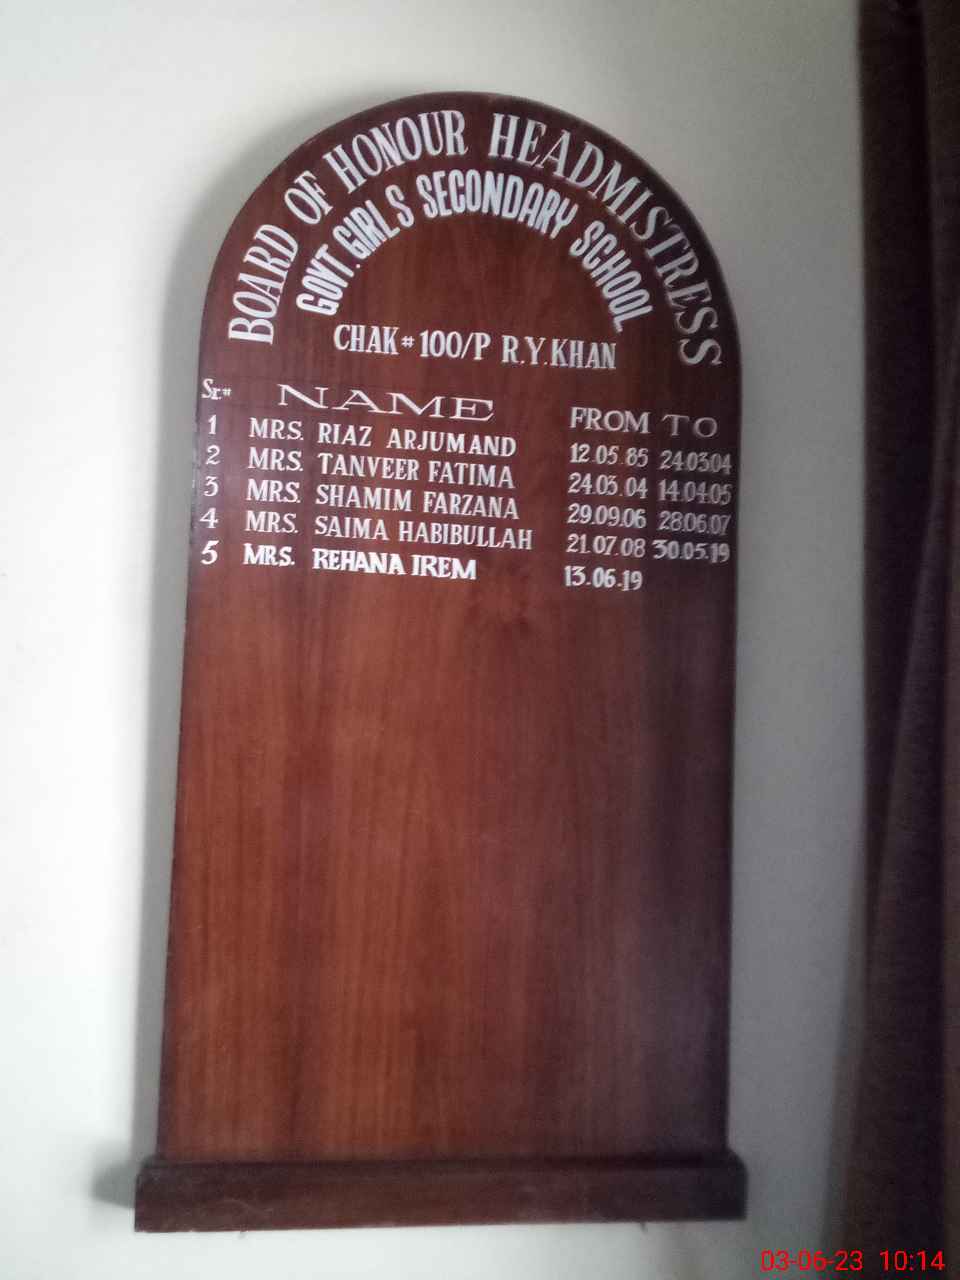 BOARD OF HONOUR HEADMISTRESS
GOVT. GIRL'S SECONDARY SCHOOL
CHAK # 100/P R.Y.KHAN
Sr.# NAME FROM TO
1 MRS. RIAZ ARJUMAND 12.05.85 24.03.04
2 MRS. TANVEER FATIMA 24.03.04 14.04.05
3 MRS. SHAMIM FARZANA 29.09.06 28.06.07
4 MRS. SAIMA HABIBULLAH 21.07.08 30.05.19
5 MRS. REHANA IREM 13-06-19
03-06-23 10:14